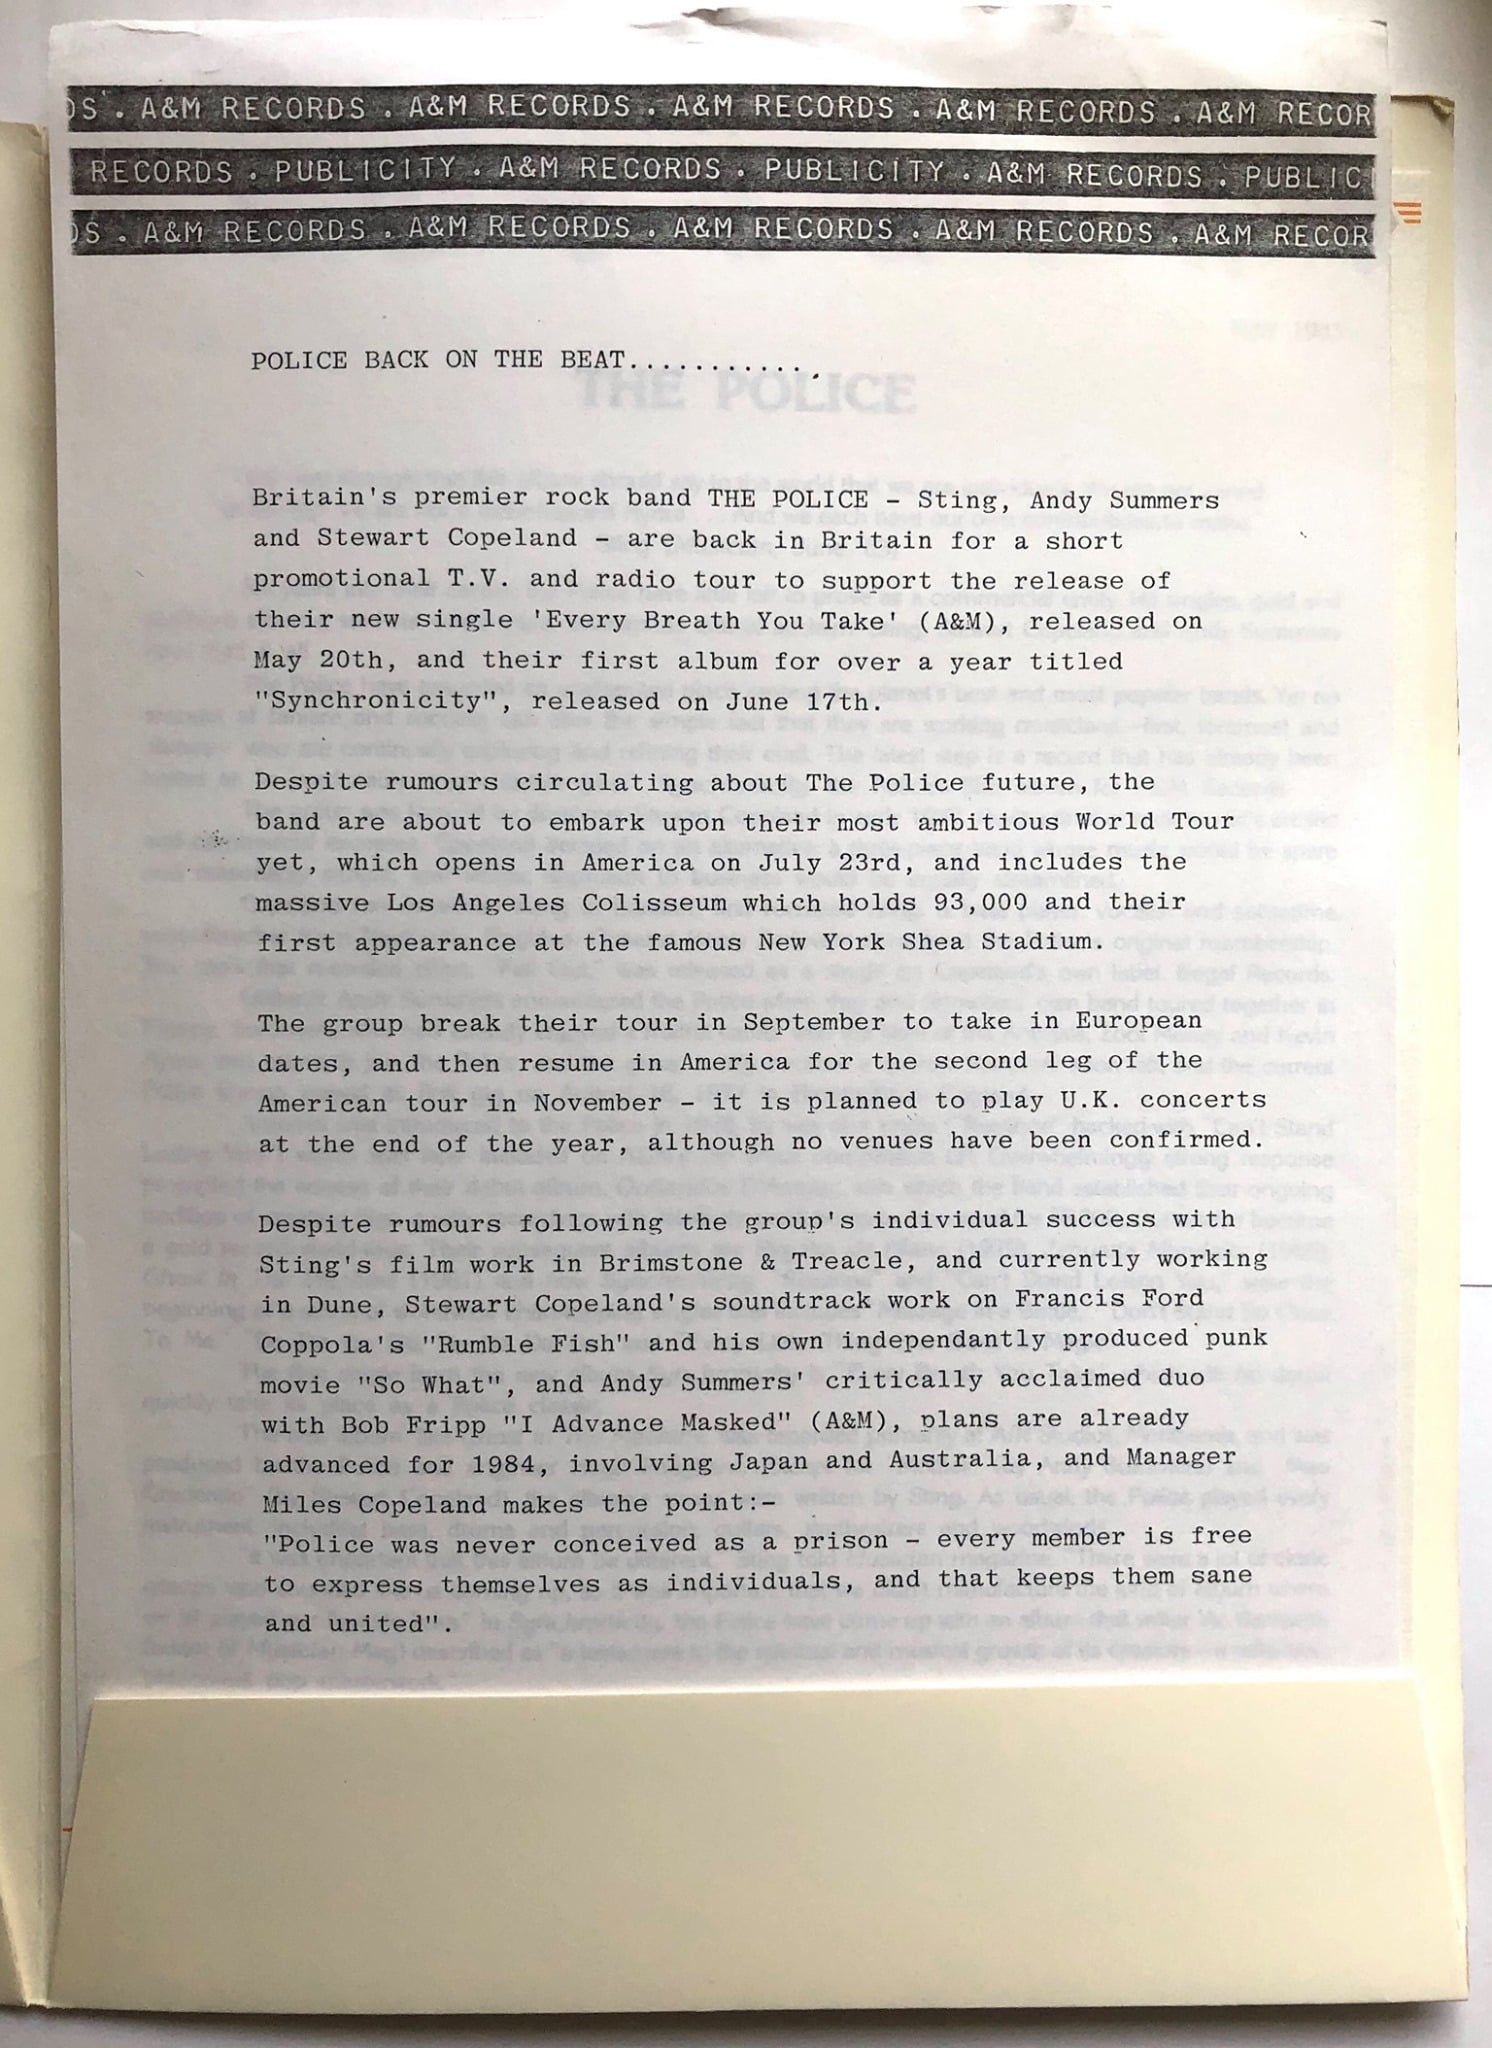 DS . A&M RECORDS . A&M RECORDS . A&M RECORDS . A&M RECORDS . A&M RECOR
RECORDS . PUBLICITY . A&M RECORDS . PUBLICITY . A&M RECORDS . PUBLIC
DS . A&M RECORDS . A&M RECORDS . A&M RECORDS . A&M RECORDS . A&M RECOR
POLICE BACK ON THE BEAT............
THE POLICE
Britain's premier rock band THE POLICE - Sting, Andy Summers
and Stewart Copeland - are back in Britain for a short
promotional T.V. and radio tour to support the release of
their new single 'Every Breath You Take' (A&M), released on
May 20th, and their first album for over a year titled
"Synchronicity", released on June 17th.
Despite rumours circulating about The Police future, the
band are about to embark upon their most ambitious World Tour
yet, which opens in America on July 23rd, and includes the
massive Los Angeles Colisseum which holds 93,000 and their
first appearance at the famous New York Shea Stadium.
The group break their tour in September to take in European
dates, and then resume in America for the second leg of the
American tour in November - it is planned to play U.K. concerts
at the end of the year, although no venues have been confirmed.
Despite rumours following the group's individual success with
Sting's film work in Brimstone & Treacle, and currently working
in Dune, Stewart Copeland's soundtrack work on Francis Ford
Coppola's "Rumble Fish" and his own independantly produced punk
movie "So What", and Andy Summers' critically acclaimed duo
with Bob Fripp "I Advance Masked" (A&M), plans are already
advanced for 1984, involving Japan and Australia, and Manager
Miles Copeland makes the point:-
"Police was never conceived as a prison - every member is free
to express themselves as individuals, and that keeps them sane
and united".